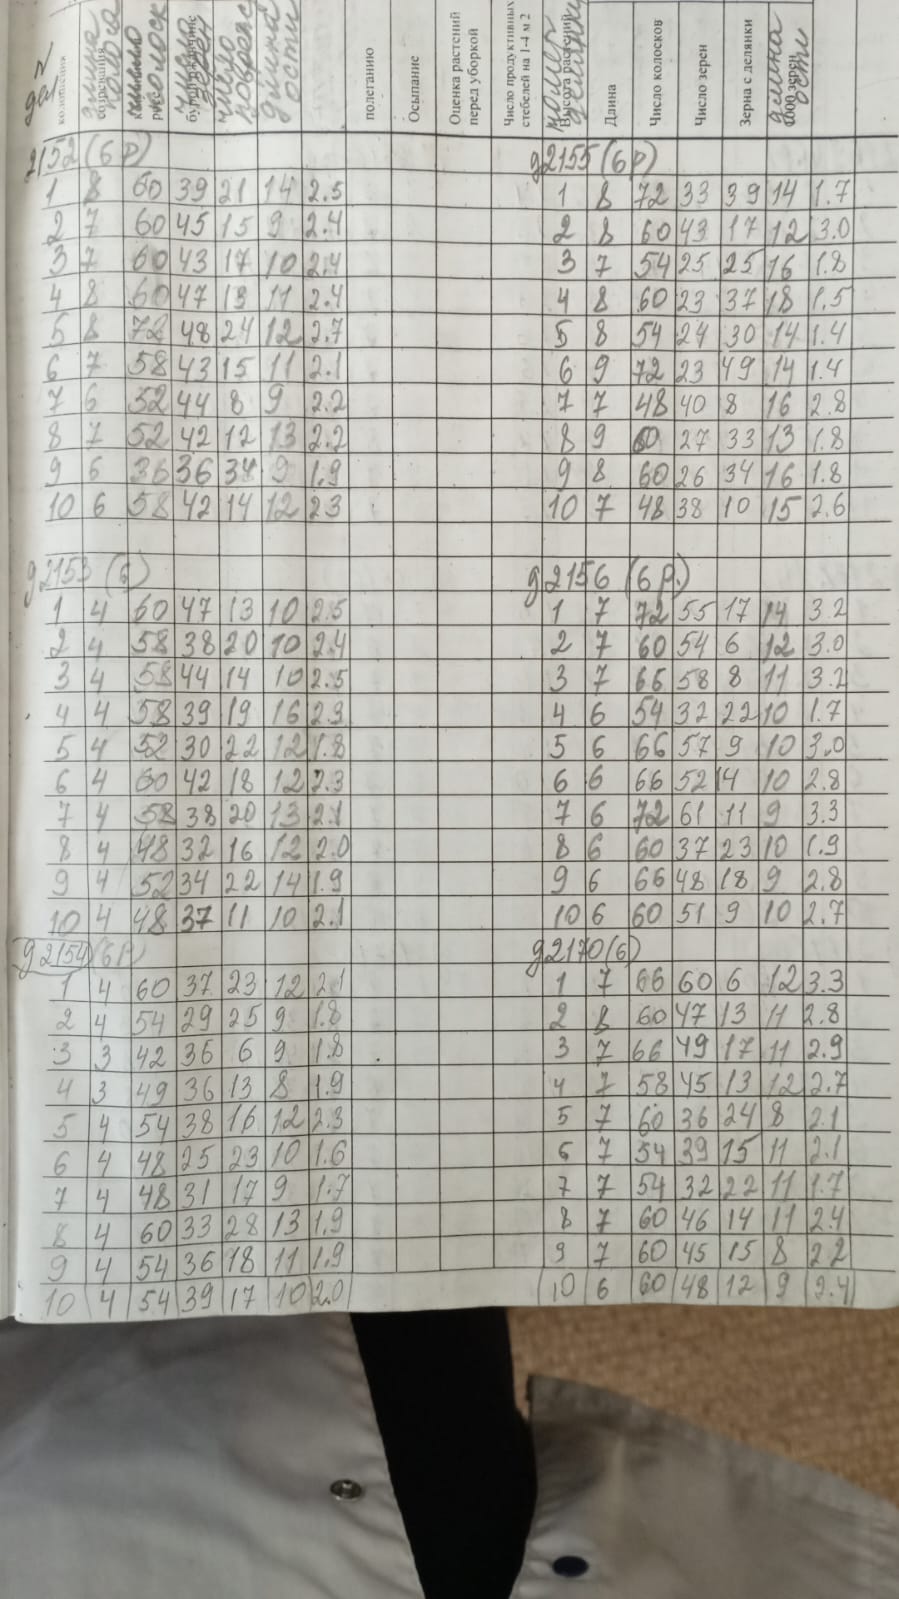 полеганию
Осыпание
Оценка растений перед уборкой
Число продуктивных стеблей на 1-4 м 2
Высота растений
Длина
Число колосков
Число зерен
Зерна с делянки
длина ости
g2152 (6р)
1 8 60 39 21 14 2.5
2 7 60 45 15 9 2.4
3 7 60 43 17 10 2.4
4 8 60 47 13 11 2.4
5 8 72 48 24 12 2.7
6 7 58 43 15 11 2.1
7 6 52 44 8 9 2.2
8 7 52 42 12 13 2.2
9 6 36 36 34 9 1.9
10 6 58 42 14 12 2.3
g2153 (6)
1 4 60 47 13 10 2.5
2 4 58 38 20 10 2.4
3 4 58 44 14 10 2.5
4 4 58 39 19 16 2.3
5 4 52 30 22 12 1.8
6 4 60 42 18 12 2.3
7 4 58 38 20 13 2.1
8 4 48 32 16 12 2.0
9 4 52 34 22 14 1.9
10 4 48 37 11 10 2.1
g2154 (6р)
1 4 60 37 23 12 2.1
2 4 54 29 25 9 1.8
3 3 42 36 6 9 1.8
4 3 49 36 13 8 1.9
5 4 54 38 16 12 2.3
6 4 48 25 23 10 1.6
7 4 48 31 17 9 1.7
8 4 60 33 28 13 1.9
9 4 54 36 18 11 1.9
10 4 54 39 17 10 2.0
g2155 (6р)
1 8 72 33 39 14 1.7
2 8 60 43 17 12 3.0
3 7 54 25 25 16 1.8
4 8 60 23 37 18 1.5
5 8 54 24 30 14 1.4
6 9 72 23 49 14 1.4
7 7 48 40 8 16 2.8
8 9 60 27 33 13 1.8
9 8 60 26 34 16 1.8
10 7 48 38 10 15 2.6
g2156 (6р.)
1 7 72 55 17 14 3.2
2 7 60 54 6 12 3.0
3 7 66 58 8 11 3.2
4 6 54 32 22 10 1.7
5 6 66 57 9 10 3.0
6 6 66 52 14 10 2.8
7 6 72 61 11 9 3.3
8 6 60 37 23 10 1.9
9 6 66 48 18 9 2.8
10 6 60 51 9 10 2.7
g2170 (6)
1 7 66 60 6 12 3.3
2 8 60 47 13 11 2.8
3 7 66 49 17 11 2.9
4 7 58 45 13 12 2.7
5 7 60 36 24 8 2.1
6 7 54 39 15 11 2.1
7 7 54 32 22 11 1.7
8 7 60 46 14 11 2.4
9 7 60 45 15 8 2.2
10 6 60 48 12 9 2.4